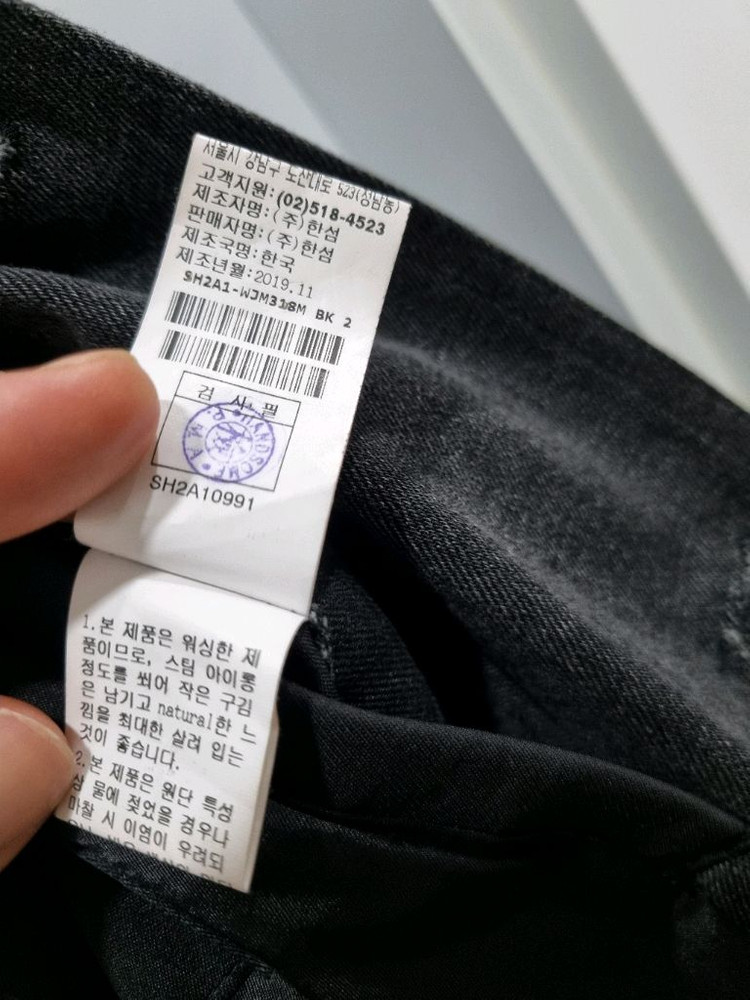 서울시 강남구 도산대로 523(청담동)
고객지원:(02)518-4523
제조자명:(주)한섬
판매자명:(주)한섬
제조국명:한국
제조년월:2019.11
SH2A1-WJM318M BK 2
검 사 필
HANDSOME
SH2A10991
1.본 제품은 워싱한 제
품이므로, 스팀 아이롱
정도를 쐬어 작은 구김
은 남기고 natural한 느
낌을 최대한 살려 입는
것이 좋습니다.
2.본 제품은 원단 특성
상 물에 젖었을 경우나
마찰 시 이염이 우려되